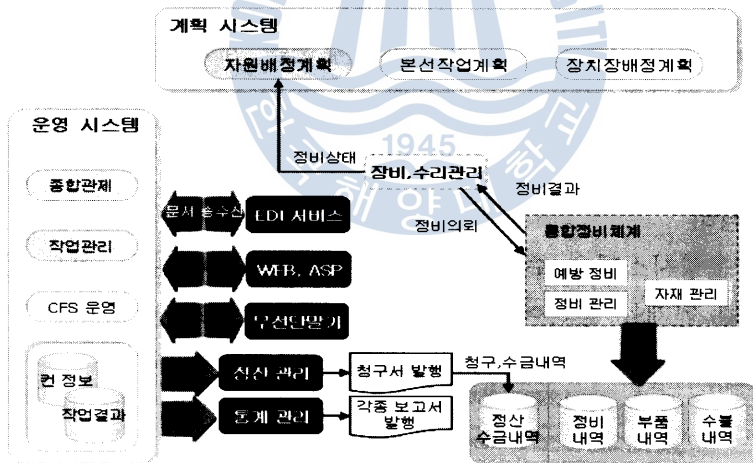 계획 시스템
자원배정계획
본선작업계획
장치장배정계획
운영 시스템
종합관제
작업관리
CFS 운영
컨 정보
작업결과
1945
정비상태
장비,수리관리
정비결과
정비의뢰
문서 송수신
EDI 서비스
WEB, ASP
무선단말기
통합정비체계
예방 정비
정비 관리
자재 관리
정산 관리
청구서 발행
청구,수금내역
통계 관리
각종 보고서
발행
정산
수금내역
정비
내역
부품
내역
수불
내역